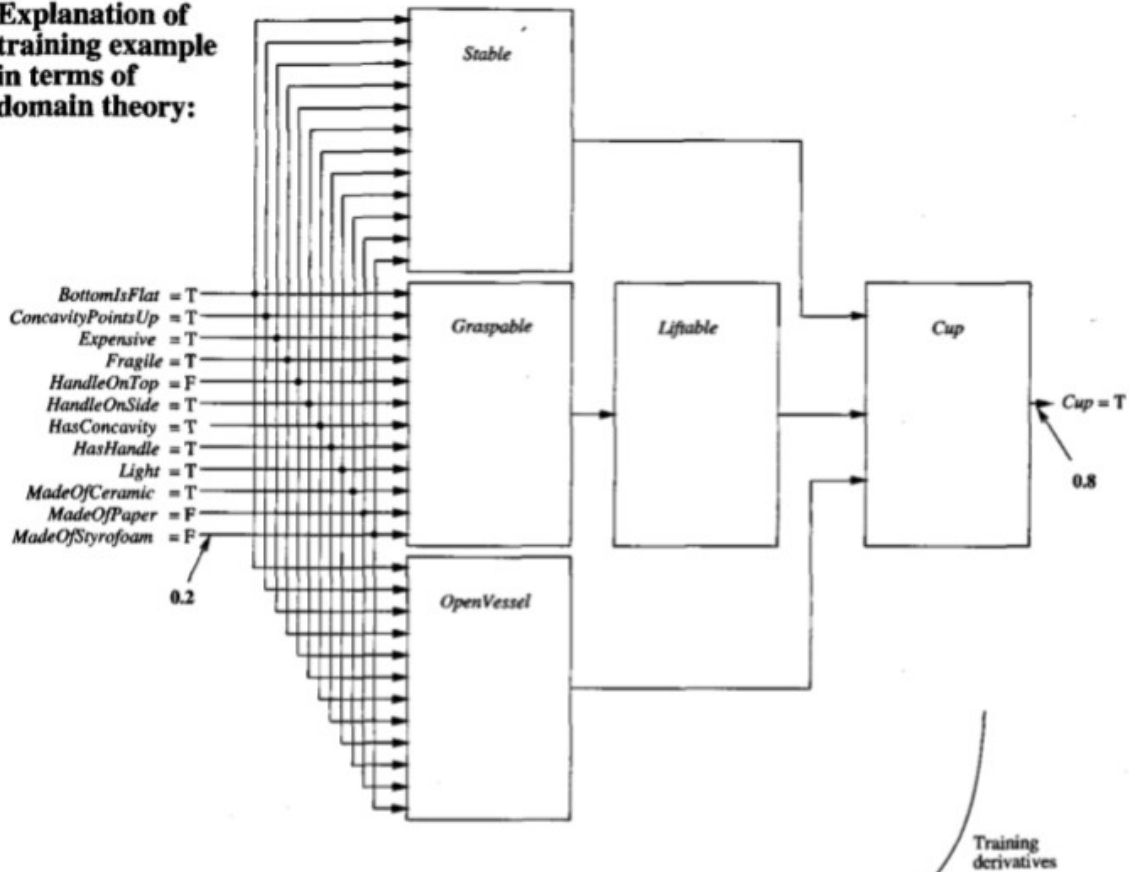 Explanation of
training example
in terms of
domain theory:
Stable
BottomIsFlat = T
ConcavityPointsUp = T
Expensive = T
Fragile = T
HandleOnTop = F
HandleOnSide = T
HasConcavity = T
HasHandle = T
Light = T
MadeOfCeramic = T
MadeOfPaper = F
MadeOfStyrofoam = F
0.2
Graspable
Liftable
Cup
Cup = T
0.8
OpenVessel
Training
derivatives